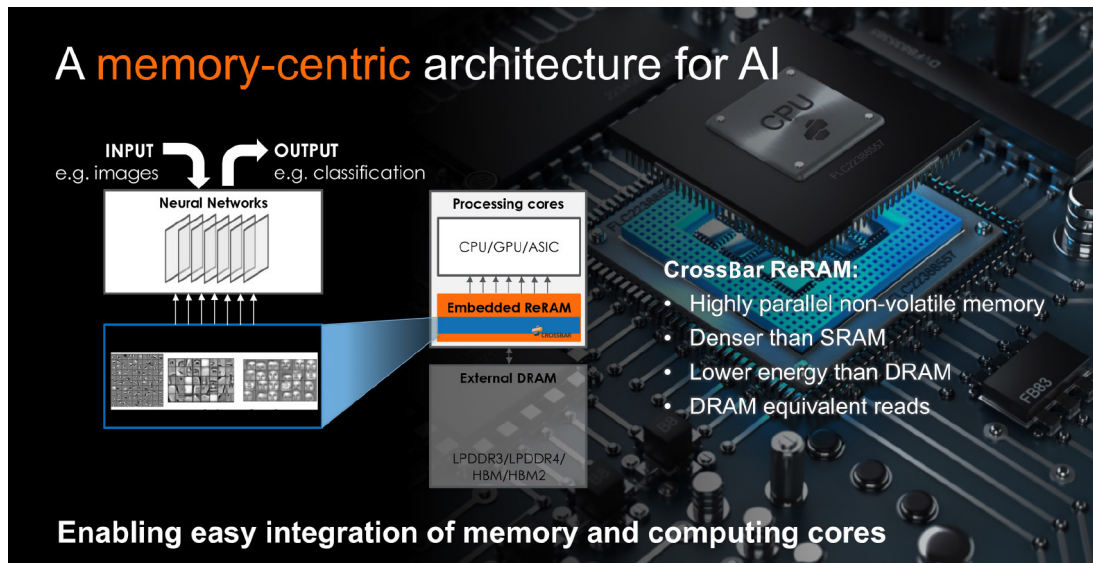 A memory-centric architecture for AI
INPUT
e.g. images
OUTPUT
e.g. classification
Neural Networks
Processing cores
CPU/GPU/ASIC
Embedded ReRAM
CROSSBAR
External DRAM
LPDDR3/LPDDR4/
HBM/HBM2
CPU
FLC22388557
CrossBar ReRAM:
• Highly parallel non-volatile memory
• Denser than SRAM
• Lower energy than DRAM
• DRAM equivalent reads
FB83
Enabling easy integration of memory and computing cores